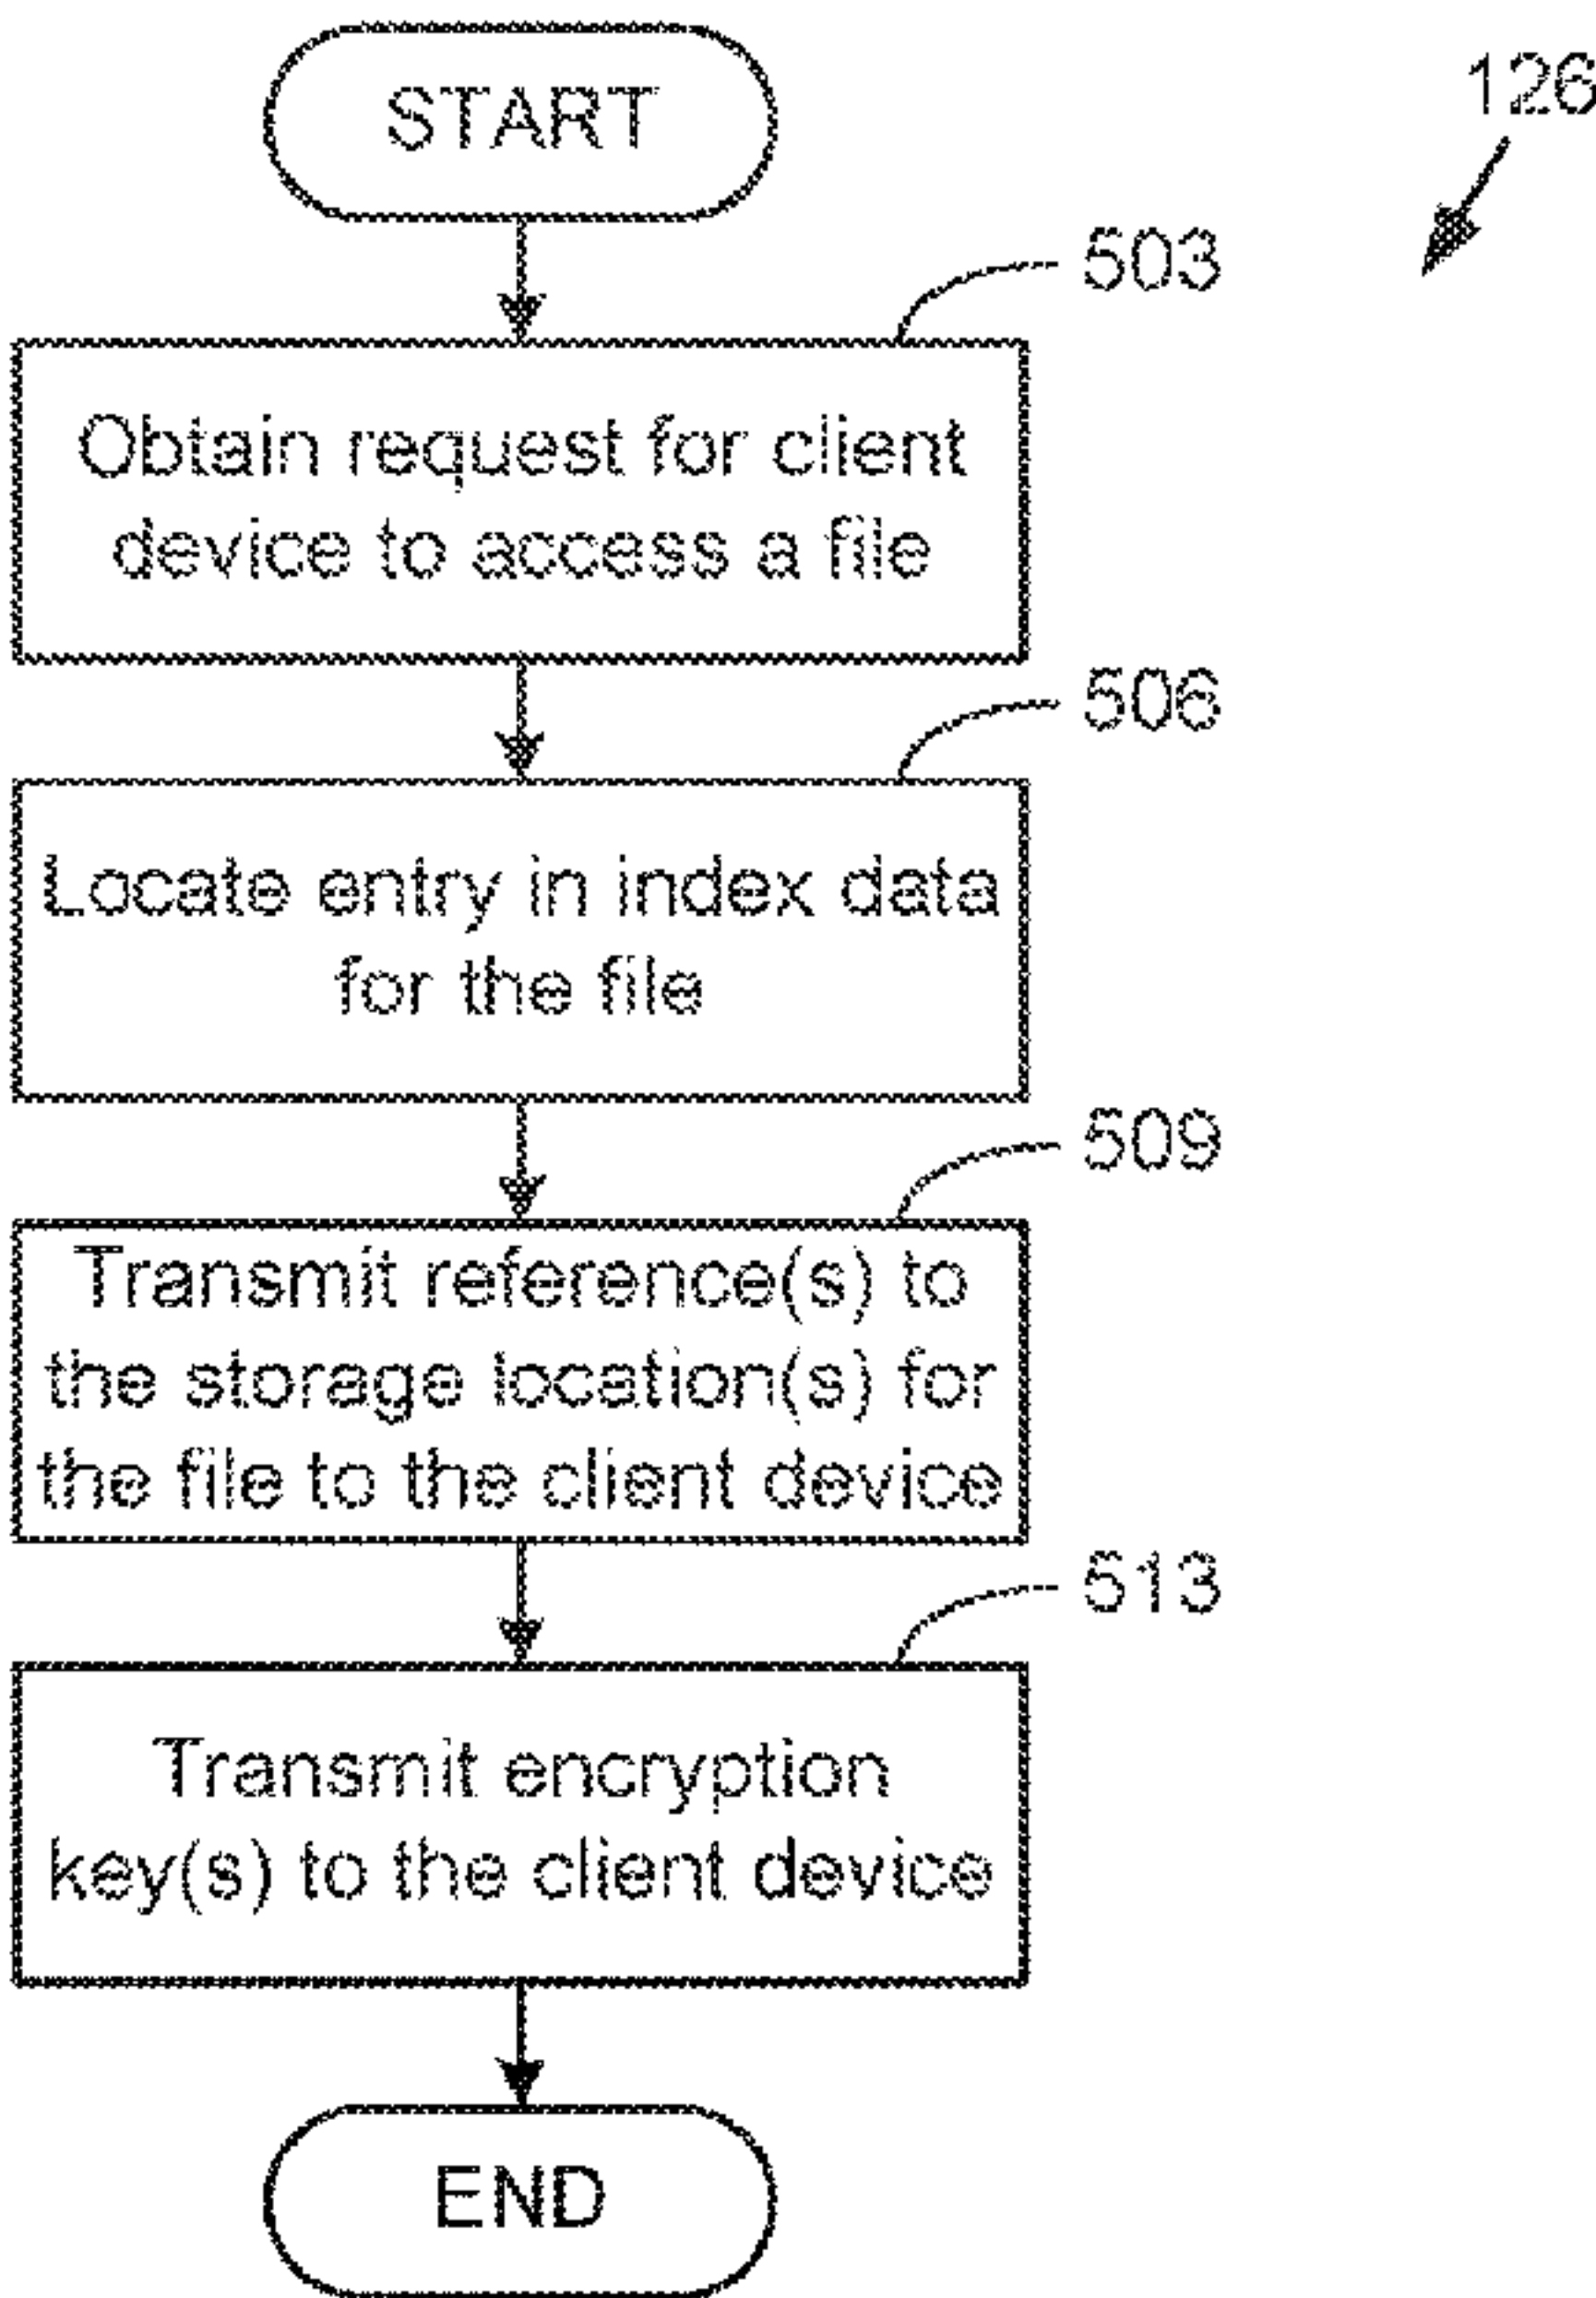 START
126
503
Obtain request for client
device to access a file
506
Locate entry in index data
for the file
509
Transmit reference(s) to
the storage location(s) for
the file to the client device
513
Transmit encryption
key(s) to the client device
END